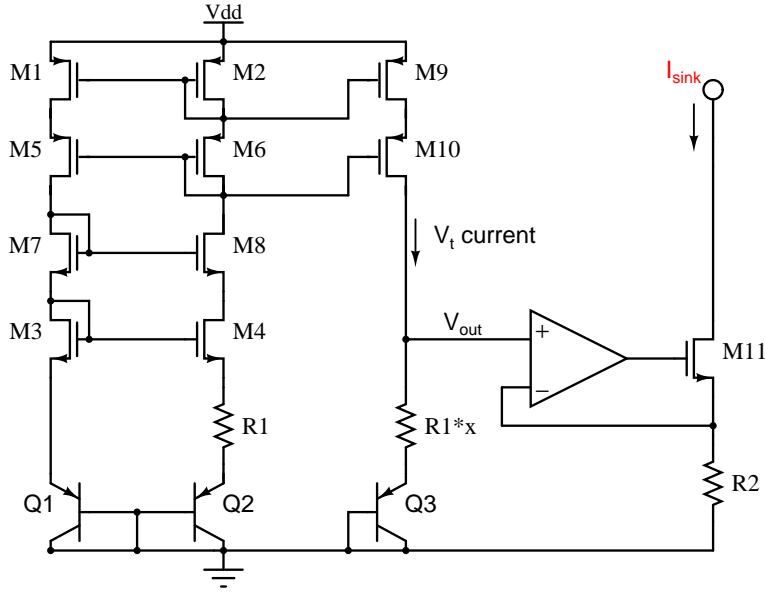 Vdd
M1
M2
M9
I_sink
M5
M6
M10
V_t current
M7
M8
M3
M4
V_out
+
−
M11
R1
R1*x
R2
Q1
Q2
Q3